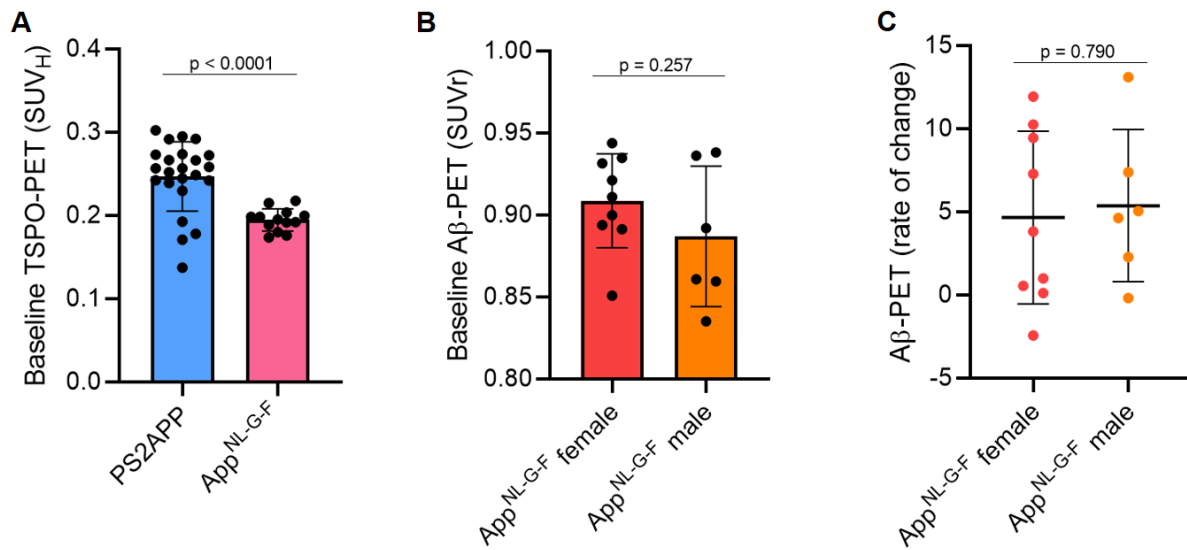 A
Baseline TSPO-PET (SUVH)
0.4
0.3
0.2
0.1
0.0
p < 0.0001
PS2APP
AppNL-G-F
B
Baseline Aβ-PET (SUVr)
1.00
0.95
0.90
0.85
0.80
p = 0.257
AppNL-G-F female
AppNL-G-F male
C
Aβ-PET (rate of change)
15
10
5
0
-5
p = 0.790
AppNL-G-F female
AppNL-G-F male